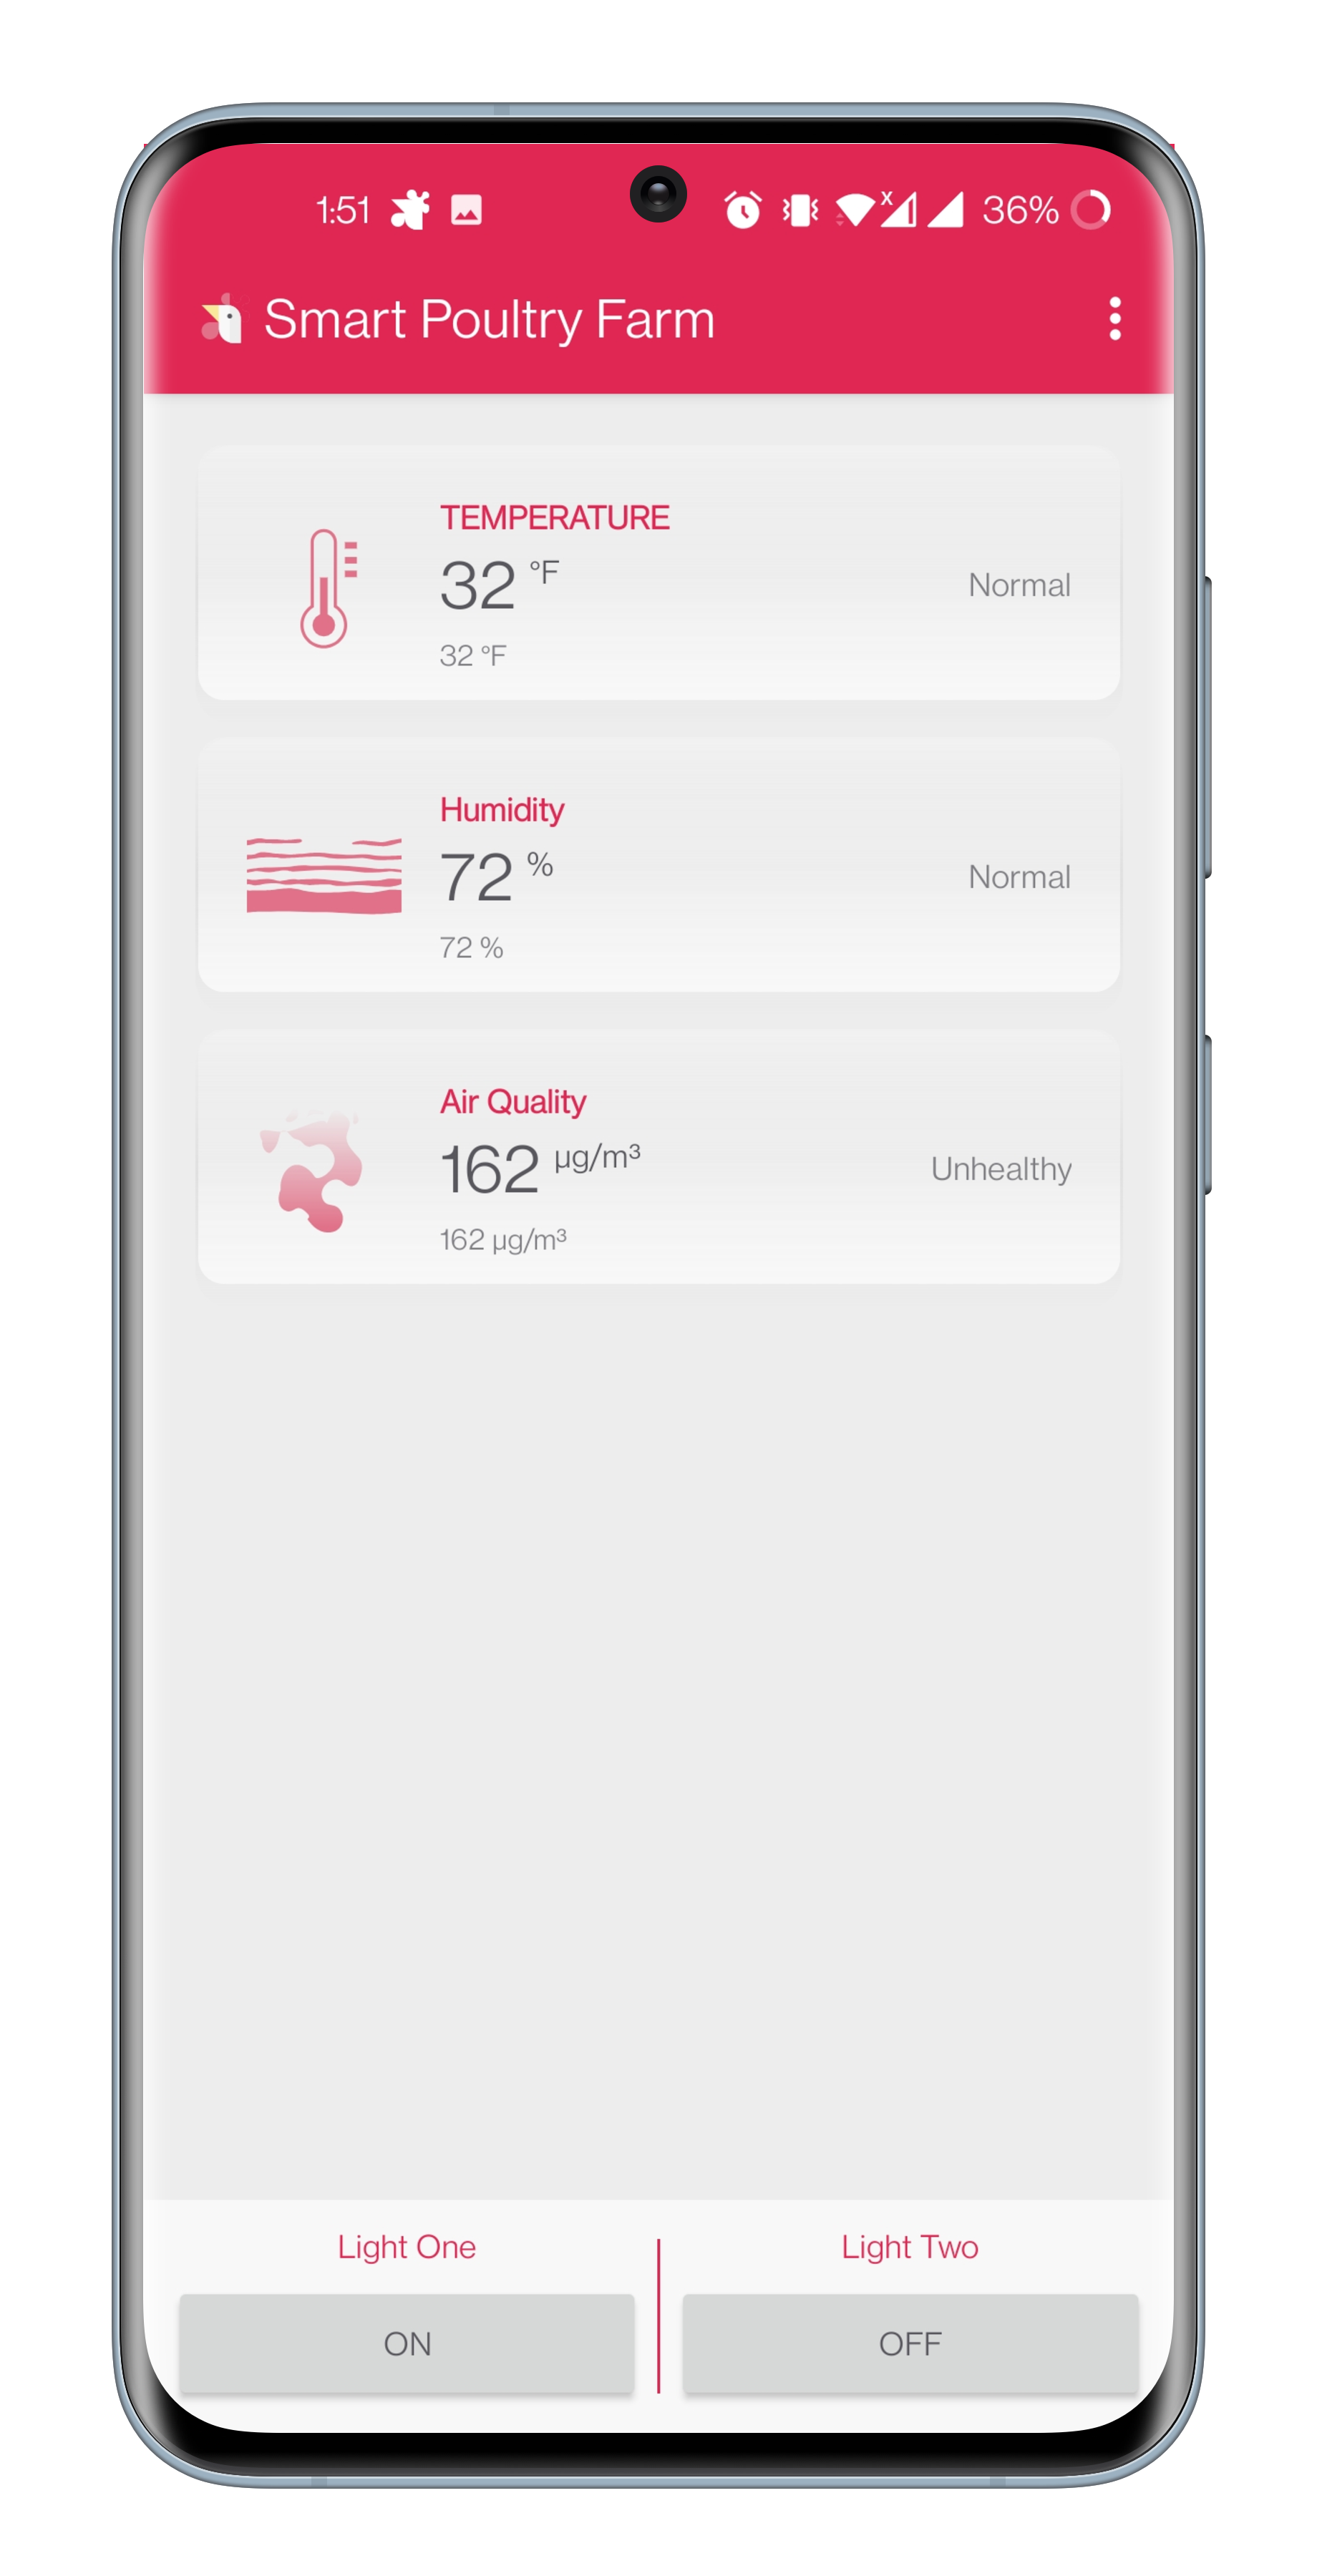 1:51 36%
Smart Poultry Farm
TEMPERATURE
32 °F
Normal
32 °F
Humidity
72 %
Normal
72 %
Air Quality
162 µg/m³
Unhealthy
162 µg/m³
Light One
Light Two
ON
OFF